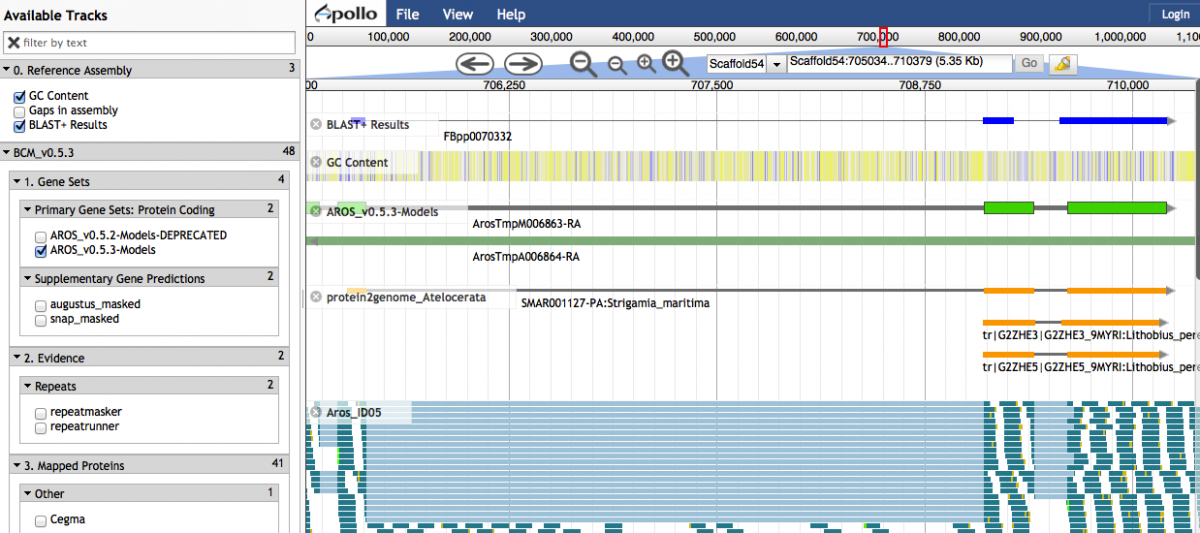 Available Tracks
filter by text
0. Reference Assembly 3
GC Content
Gaps in assembly
BLAST+ Results
BCM_v0.5.3 48
1. Gene Sets 4
Primary Gene Sets: Protein Coding 2
AROS_v0.5.2-Models-DEPRECATED
AROS_v0.5.3-Models
Supplementary Gene Predictions 2
augustus_masked
snap_masked
2. Evidence 2
Repeats 2
repeatmasker
repeatrunner
3. Mapped Proteins 41
Other 1
Cegma
Apollo File View Help Login
0 100,000 200,000 300,000 400,000 500,000 600,000 700,000 800,000 900,000 1,000,000 1,10
Scaffold54 Scaffold54:705034..710379 (5.35 Kb) Go
00 706,250 707,500 708,750 710,000
BLAST+ Results
FBpp0070332
GC Content
AROS_v0.5.3-Models
ArosTmpM006863-RA
ArosTmpA006864-RA
protein2genome_Atelocerata
SMAR001127-PA:Strigamia_maritima
tr|G2ZHE3|G2ZHE3_9MYRI:Lithobius_pere
tr|G2ZHE5|G2ZHE5_9MYRI:Lithobius_pere
Aros_ID05